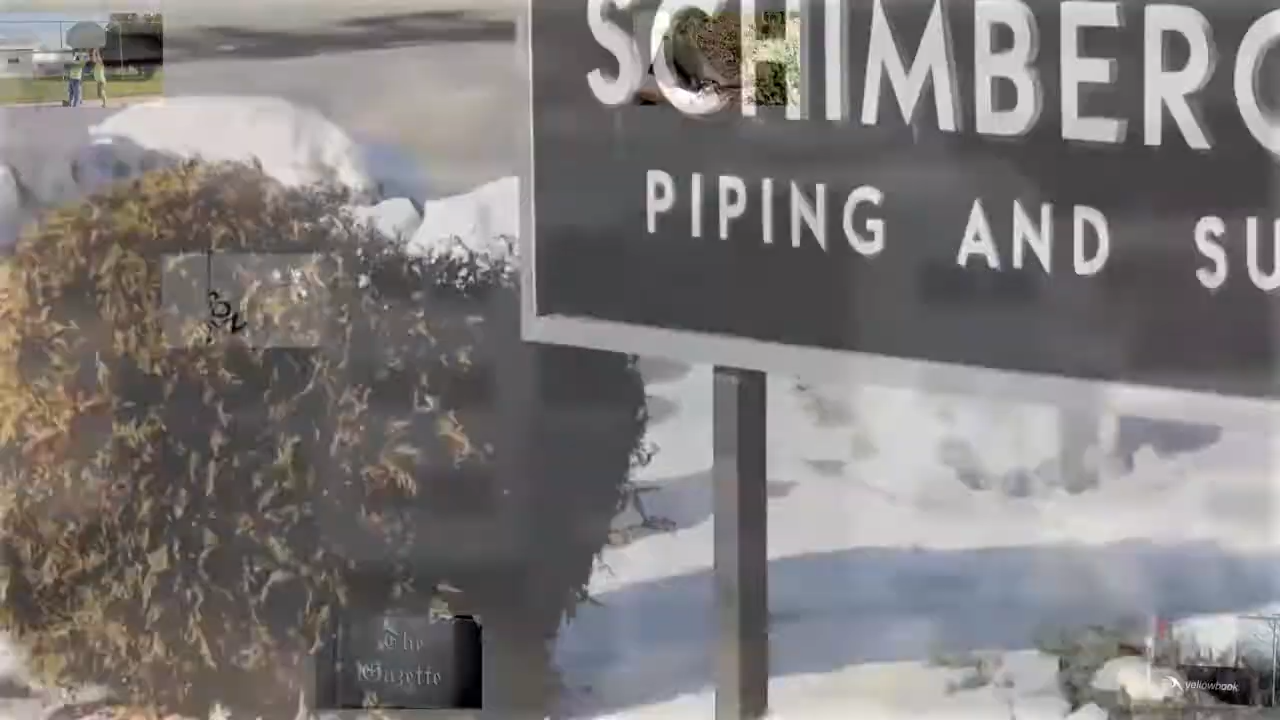 SCHIMBERG
PIPING AND SU
The
Gazette
yellowbook